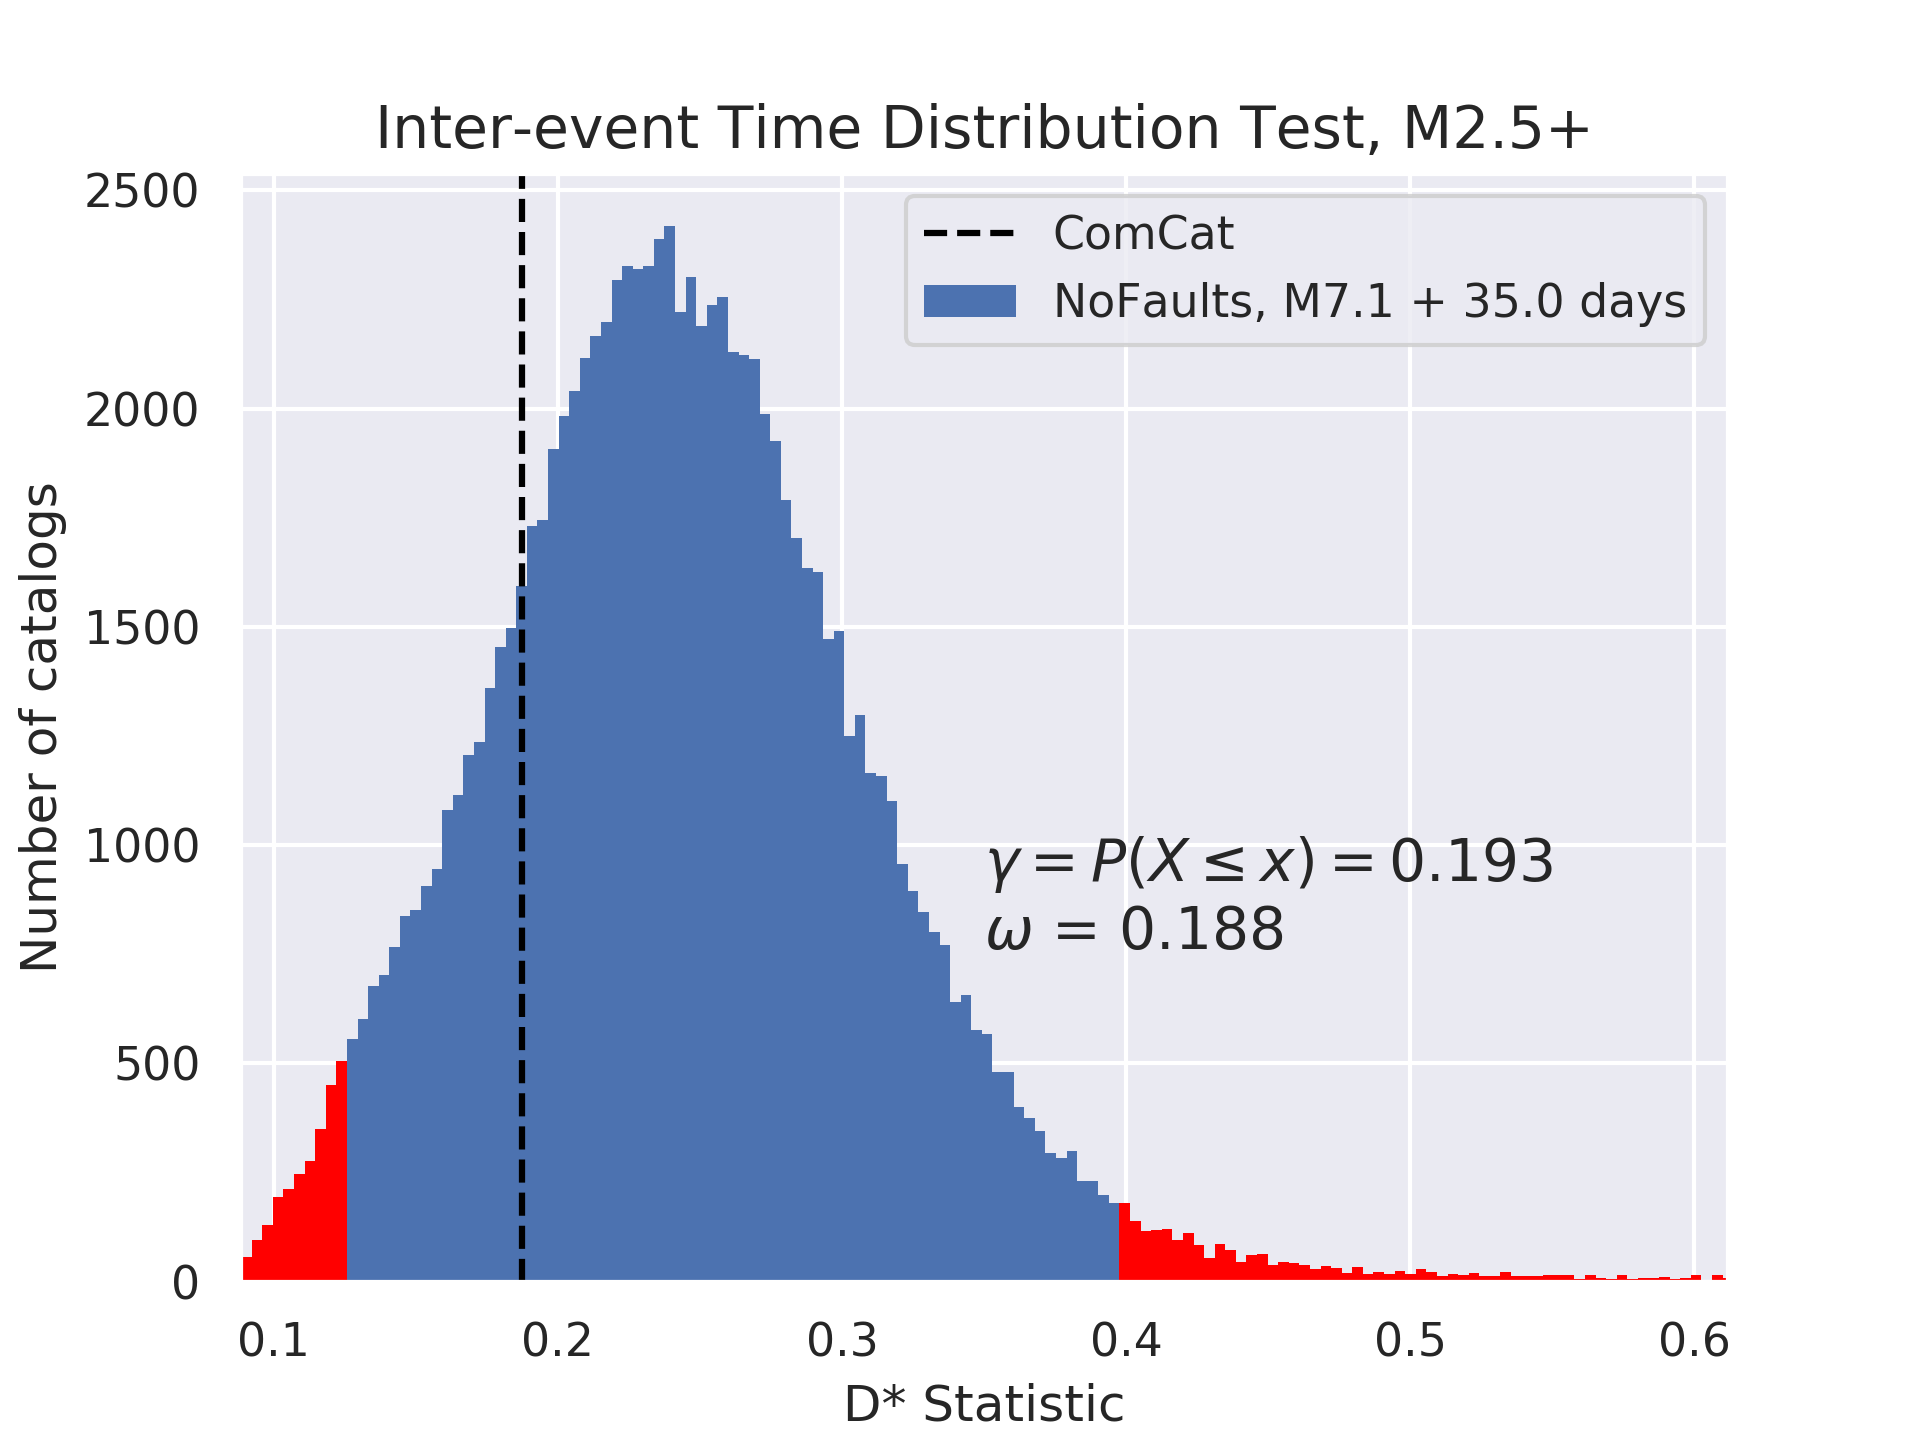 Inter-event Time Distribution Test, M2.5+
ComCat
NoFaults, M7.1 + 35.0 days
2500
2000
1500
1000
500
0
Number of catalogs
γ = P(X ≤ x) = 0.193
ω = 0.188
0.1 0.2 0.3 0.4 0.5 0.6
D* Statistic